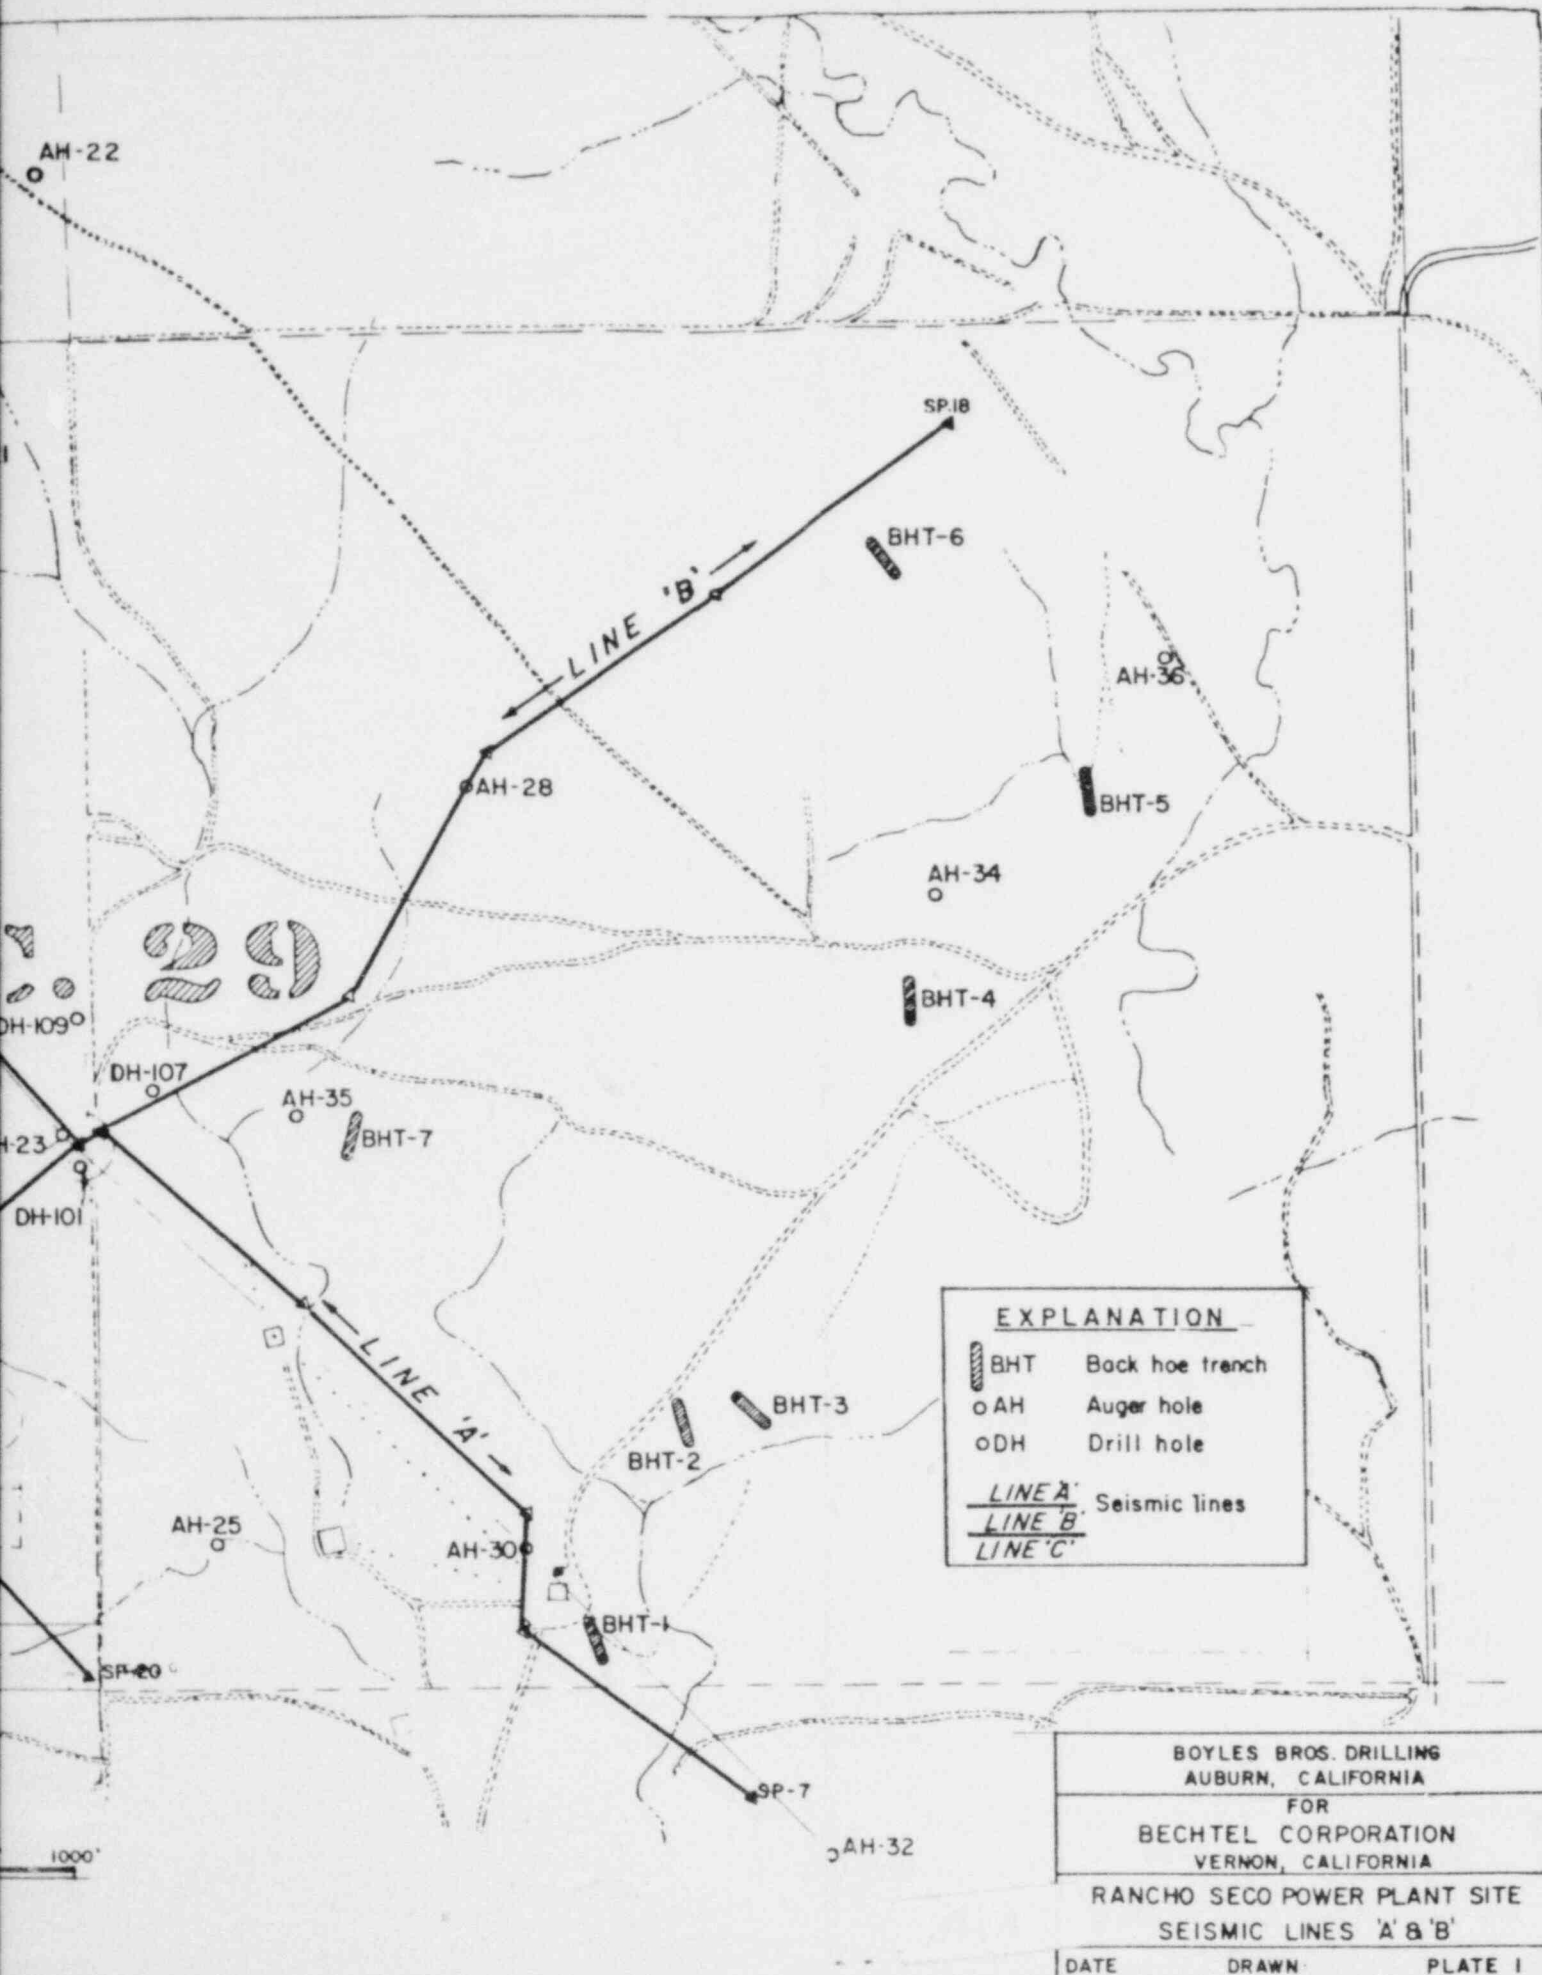 AH-22
SP.18
BHT-6
LINE 'B'
AH-36
AH-28
BHT-5
AH-34
29
BHT-4
DH-109
DH-107
AH-35
BHT-7
H-23
DH-101
LINE 'A'
EXPLANATION
BHT Back hoe trench
AH Auger hole
DH Drill hole
LINE 'A'
LINE 'B' Seismic lines
LINE 'C'
BHT-3
BHT-2
AH-25
AH-30
BHT-1
SP-20
SP-7
AH-32
1000'
BOYLES BROS. DRILLING
AUBURN, CALIFORNIA
FOR
BECHTEL CORPORATION
VERNON, CALIFORNIA
RANCHO SECO POWER PLANT SITE
SEISMIC LINES 'A' & 'B'
DATE DRAWN PLATE 1